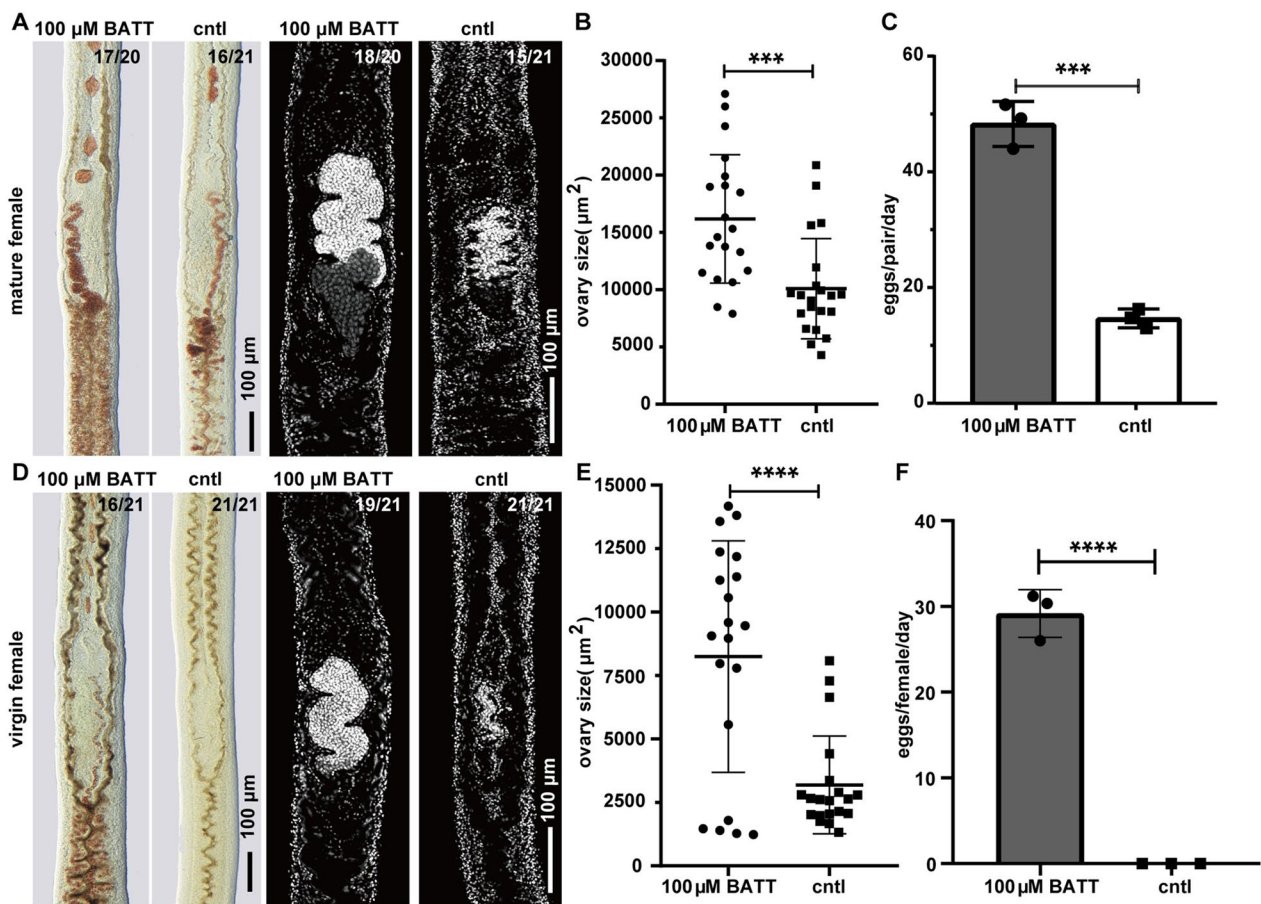 A
100 µM BATT
cntl
100 µM BATT
cntl
17/20
16/21
18/20
15/21
mature female
100 µm
100 µm
B
30000
25000
20000
15000
10000
5000
0
ovary size( µm²)
***
100 µM BATT
cntl
C
60
40
20
0
eggs/pair/day
***
100 µM BATT
cntl
D
100 µM BATT
cntl
100 µM BATT
cntl
16/21
21/21
19/21
21/21
virgin female
100 µm
100 µm
E
15000
12500
10000
7500
5000
2500
0
ovary size( µm²)
****
100 µM BATT
cntl
F
40
30
20
10
0
eggs/female/day
****
100 µM BATT
cntl